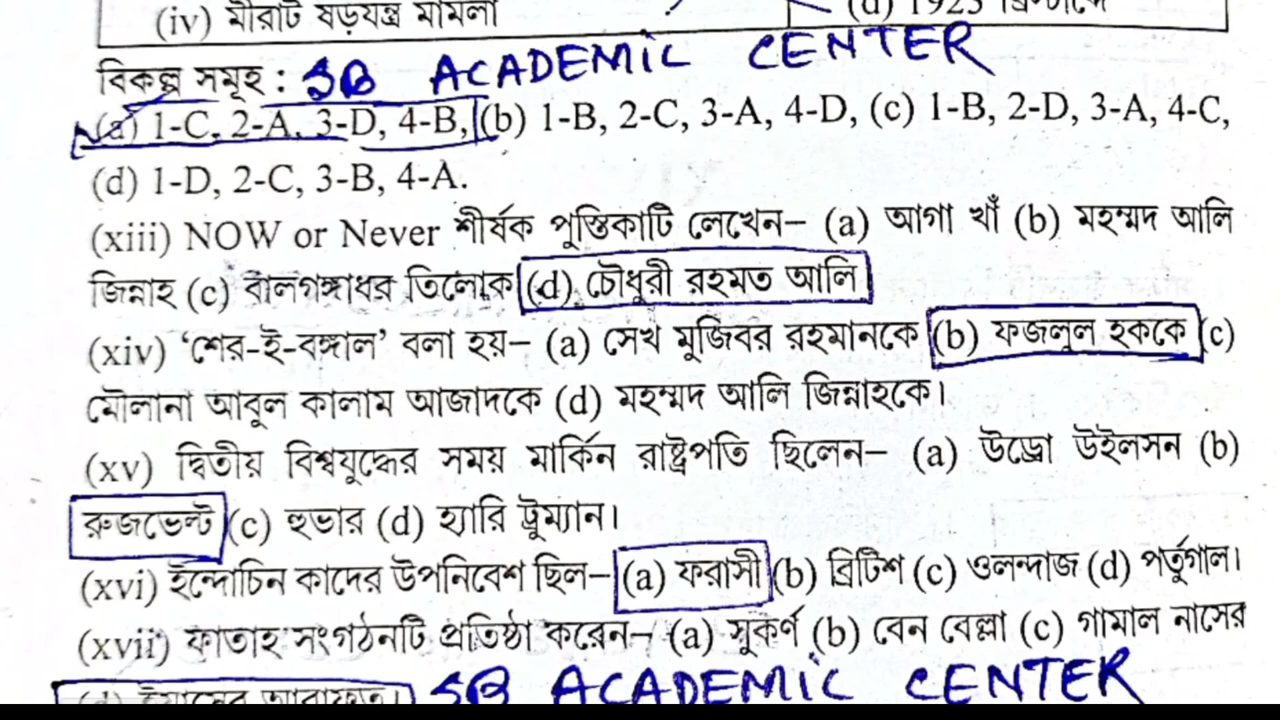 (iv) মীরাট ষড়যন্ত্র মামলা (d) 1925
বিকল্প সমূহ : SB ACADEMIC CENTER
(a) 1-C, 2-A, 3-D, 4-B, (b) 1-B, 2-C, 3-A, 4-D, (c) 1-B, 2-D, 3-A, 4-C,
(d) 1-D, 2-C, 3-B, 4-A.
(xiii) NOW or Never শীর্ষক পুস্তিকাটি লেখেন– (a) আগা খাঁ (b) মহম্মদ আলি
জিন্নাহ (c) বালগঙ্গাধর তিলোক (d) চৌধুরী রহমত আলি
(xiv) ‘শের-ই-বঙ্গাল’ বলা হয়– (a) সেখ মুজিবর রহমানকে (b) ফজলুল হককে (c)
মৌলানা আবুল কালাম আজাদকে (d) মহম্মদ আলি জিন্নাহকে।
(xv) দ্বিতীয় বিশ্বযুদ্ধের সময় মার্কিন রাষ্ট্রপতি ছিলেন– (a) উড্রো উইলসন (b)
রুজভেল্ট (c) হুভার (d) হ্যারি ট্রুম্যান।
(xvi) ইন্দোচিন কাদের উপনিবেশ ছিল– (a) ফরাসী (b) ব্রিটিশ (c) ওলন্দাজ (d) পর্তুগাল।
(xvii) ফাতাহ সংগঠনটি প্রতিষ্ঠা করেন– (a) সুকর্ণ (b) বেন বেল্লা (c) গামাল নাসের
(d) ইয়াসের আরাফাত। SB ACADEMIC CENTER